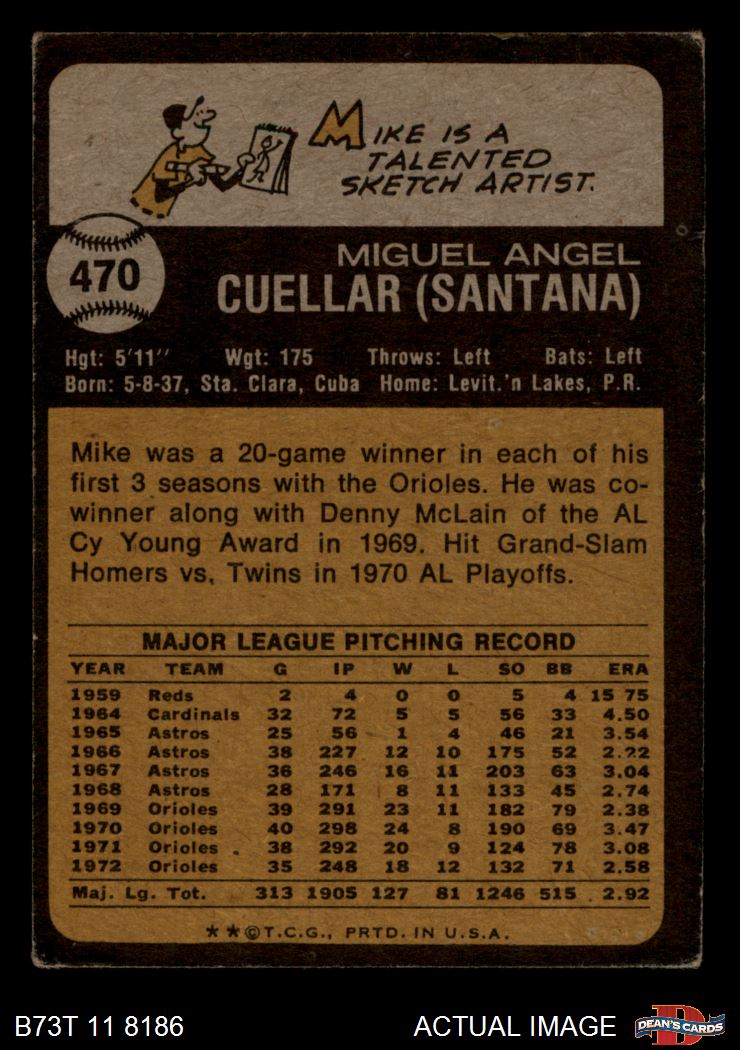 MIKE IS A
TALENTED
SKETCH ARTIST.
470
MIGUEL ANGEL
CUELLAR (SANTANA)
Hgt: 5'11" Wgt: 175 Throws: Left Bats: Left
Born: 5-8-37, Sta. Clara, Cuba Home: Levit.'n Lakes, P.R.
Mike was a 20-game winner in each of his
first 3 seasons with the Orioles. He was co-
winner along with Denny McLain of the AL
Cy Young Award in 1969. Hit Grand-Slam
Homers vs. Twins in 1970 AL Playoffs.
MAJOR LEAGUE PITCHING RECORD
YEAR TEAM G IP W L SO BB ERA
1959 Reds 2 4 0 0 5 4 15 75
1964 Cardinals 32 72 5 5 56 33 4.50
1965 Astros 25 56 1 4 46 21 3.54
1966 Astros 38 227 12 10 175 52 2.22
1967 Astros 36 246 16 11 203 63 3.04
1968 Astros 28 171 8 11 133 45 2.74
1969 Orioles 39 291 23 11 182 79 2.38
1970 Orioles 40 298 24 8 190 69 3.47
1971 Orioles 38 292 20 9 124 78 3.08
1972 Orioles 35 248 18 12 132 71 2.58
Maj. Lg. Tot. 313 1905 127 81 1246 515 2.92
**©T.C.G., PRTD. IN U.S.A.
B73T 11 8186 ACTUAL IMAGE D DEAN'S CARDS